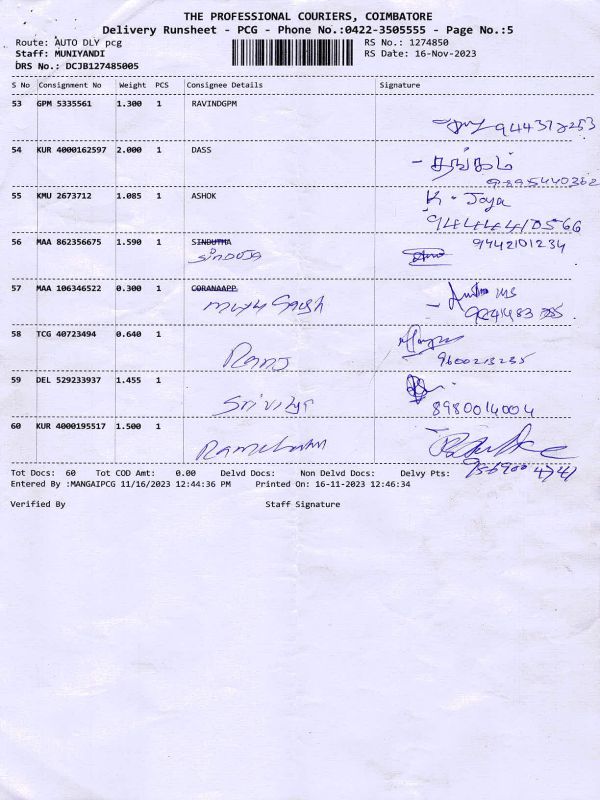 THE PROFESSIONAL COURIERS, COIMBATORE
Delivery Runsheet - PCG - Phone No.:0422-3505555 - Page No.:5
Route: AUTO DLY pcg RS No.: 1274850
Staff: MUNIYANDI RS Date: 16-Nov-2023
DRS No.: DCJB127485005
S No Consignment No Weight PCS Consignee Details Signature
53 GPM 5335561 1.300 1 RAVINDGPM
54 KUR 4000162597 2.000 1 DASS
- தங்கம்
9895440362
55 KMU 2673712 1.085 1 ASHOK K. Jaya
9444410566
56 MAA 862356675 1.590 1 SINDUTHA 9442101234
SINDUJA
57 MAA 106346522 0.300 1 CORANAAPP
58 TCG 40723494 0.640 1
9600213235
59 DEL 529233937 1.455 1
8980014004
60 KUR 4000195517 1.500 1
Tot Docs: 60 Tot COD Amt: 0.00 Delvd Docs: Non Delvd Docs: Delvy Pts:
Entered By :MANGAIPCG 11/16/2023 12:44:36 PM Printed On: 16-11-2023 12:46:34
Verified By Staff Signature